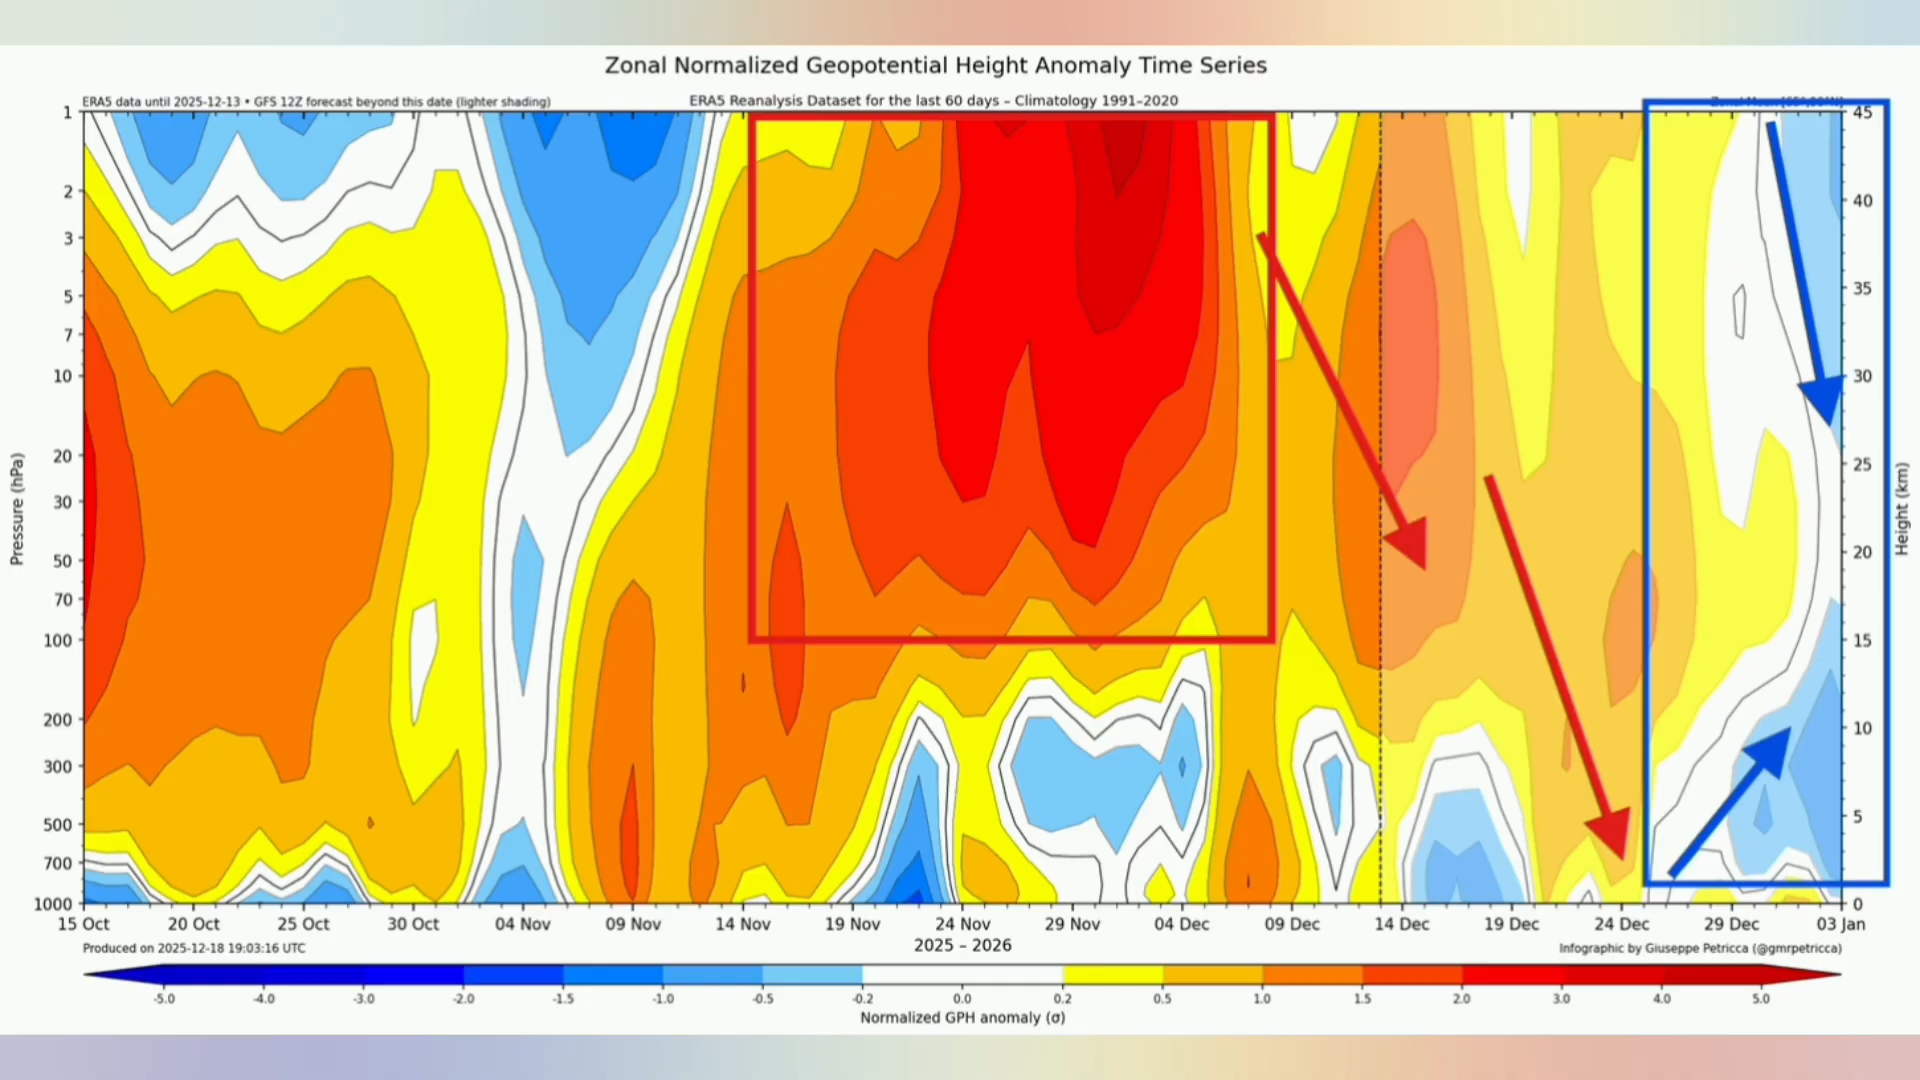 Zonal Normalized Geopotential Height Anomaly Time Series
ERA5 data until 2025-12-13 • GFS 12Z forecast beyond this date (lighter shading)
ERA5 Reanalysis Dataset for the last 60 days – Climatology 1991–2020
1
2
3
5
7
10
20
30
50
70
100
200
300
500
700
1000
Pressure (hPa)
45
40
35
30
25
20
15
10
5
0
Height (km)
15 Oct 20 Oct 25 Oct 30 Oct 04 Nov 09 Nov 14 Nov 19 Nov 24 Nov 29 Nov 04 Dec 09 Dec 14 Dec 19 Dec 24 Dec 29 Dec 03 Jan
2025 – 2026
Produced on 2025-12-18 19:03:16 UTC
Infographic by Giuseppe Petricca (@gmrpetricca)
-5.0 -4.0 -3.0 -2.0 -1.5 -1.0 -0.5 -0.2 0.0 0.2 0.5 1.0 1.5 2.0 3.0 4.0 5.0
Normalized GPH anomaly (σ)